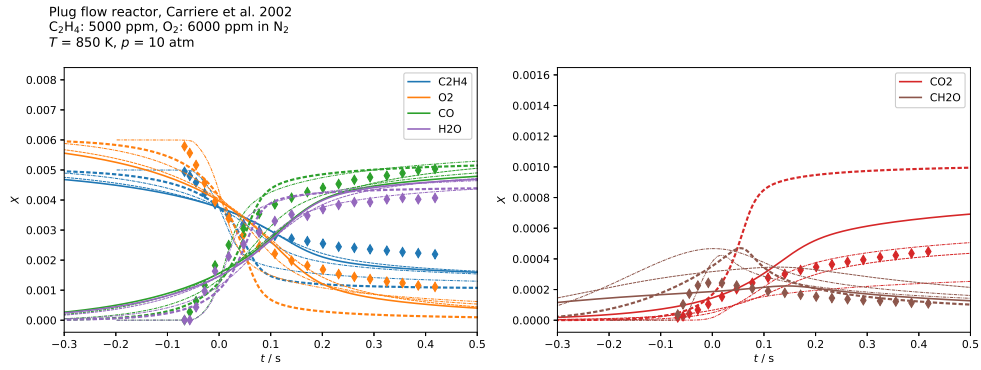 Plug flow reactor, Carriere et al. 2002
C₂H₄: 5000 ppm, O₂: 6000 ppm in N₂
T = 850 K, p = 10 atm
0.008
0.007
0.006
0.005
0.004
0.003
0.002
0.001
0.000
X
−0.3 −0.2 −0.1 0.0 0.1 0.2 0.3 0.4 0.5
t / s
C2H4
O2
CO
H2O
0.0016
0.0014
0.0012
0.0010
0.0008
0.0006
0.0004
0.0002
0.0000
X
−0.3 −0.2 −0.1 0.0 0.1 0.2 0.3 0.4 0.5
t / s
CO2
CH2O